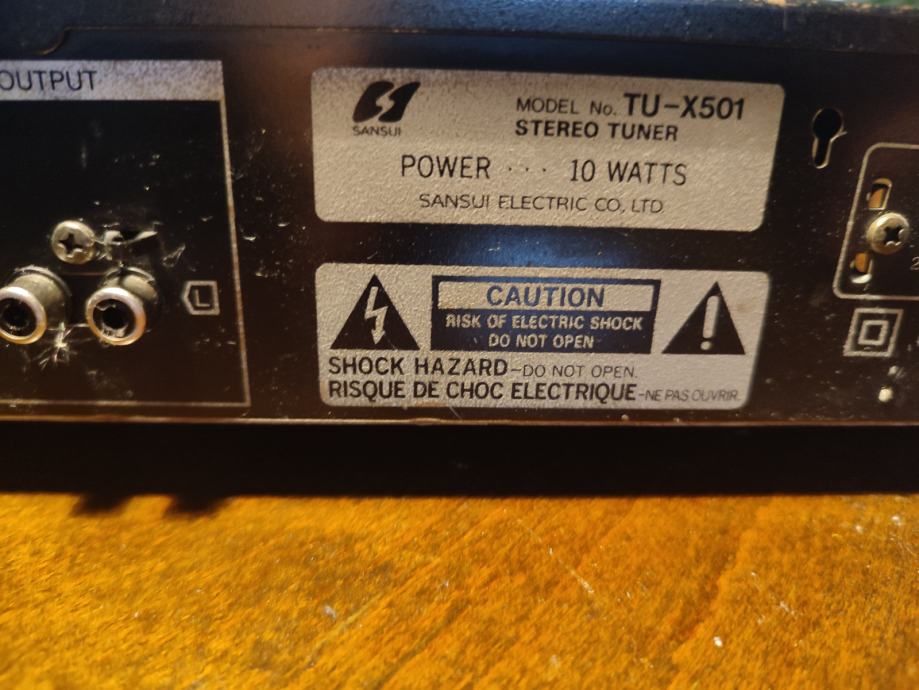 OUTPUT
L
SANSUI
MODEL No. TU-X501
STEREO TUNER
POWER ··· 10 WATTS
SANSUI ELECTRIC CO., LTD.
CAUTION
RISK OF ELECTRIC SHOCK
DO NOT OPEN
SHOCK HAZARD-DO NOT OPEN.
RISQUE DE CHOC ELECTRIQUE-NE PAS OUVRIR.